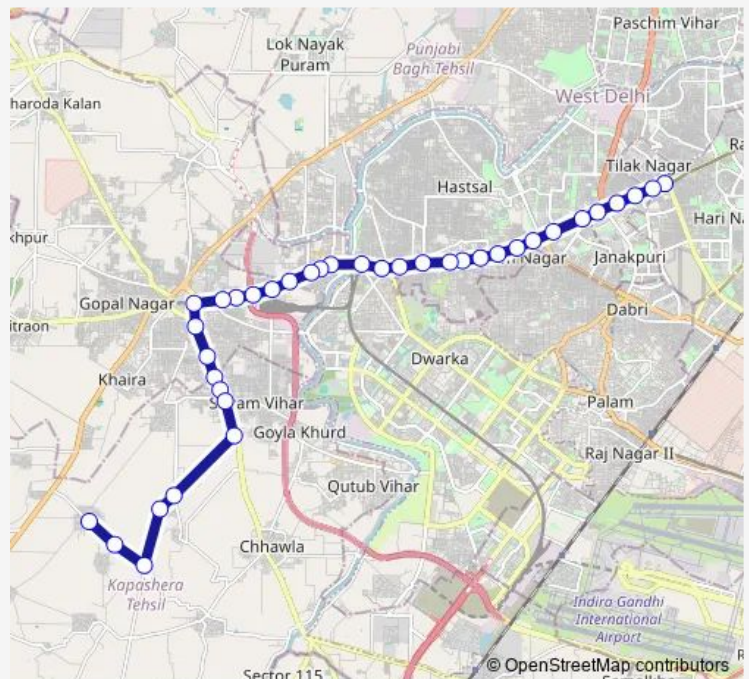 Paschim Vihar
Lok Nayak
Puram
Punjabi
Bagh Tehsil
West Delhi
haroda Kalan
Tilak Nagar
Ra
Hastsal
Hari Na
khpur
Nagar
Janakpuri
Gopal Nagar
itraon
Dabri
Khaira
Dwarka
Palam
Vihar
Goyla Khurd
Raj Nagar II
Qutub Vihar
Chhawla
Kapashera
Tehsil
Indira Gandhi
International
Airport
Sector 115
© OpenStreetMap contributors